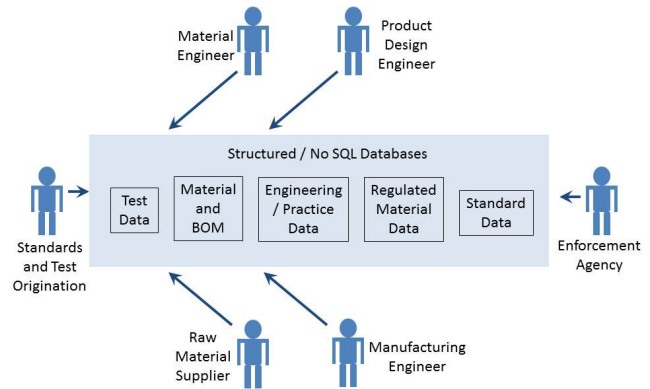 Material
Engineer
Product
Design
Engineer
Structured / No SQL Databases
Test
Data
Material
and
BOM
Engineering
/ Practice
Data
Regulated
Material
Data
Standard
Data
Standards
and Test
Origination
Enforcement
Agency
Raw
Material
Supplier
Manufacturing
Engineer